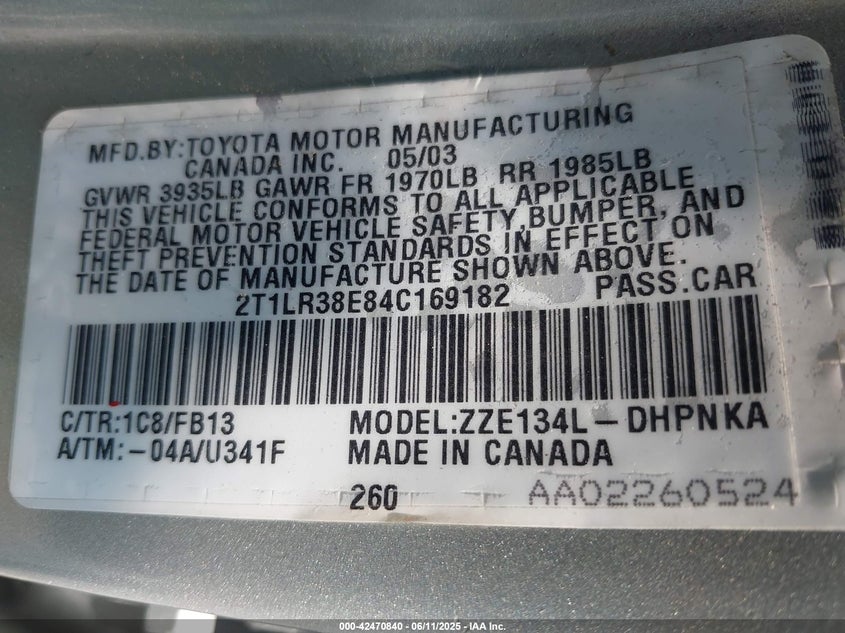 MFD.BY:TOYOTA MOTOR MANUFACTURING
CANADA INC. 05/03
GVWR 3935LB GAWR FR 1970LB RR 1985LB
THIS VEHICLE CONFORMS TO ALL APPLICABLE
FEDERAL MOTOR VEHICLE SAFETY,BUMPER, AND
THEFT PREVENTION STANDARDS IN EFFECT ON
THE DATE OF MANUFACTURE SHOWN ABOVE.
2T1LR38E84C169182 PASS.CAR
C/TR:1C8/FB13 MODEL:ZZE134L-DHPNKA
A/TM:-04A/U341F MADE IN CANADA
260 AA02260524
000-42470840 - 06/11/2025 - IAA Inc.